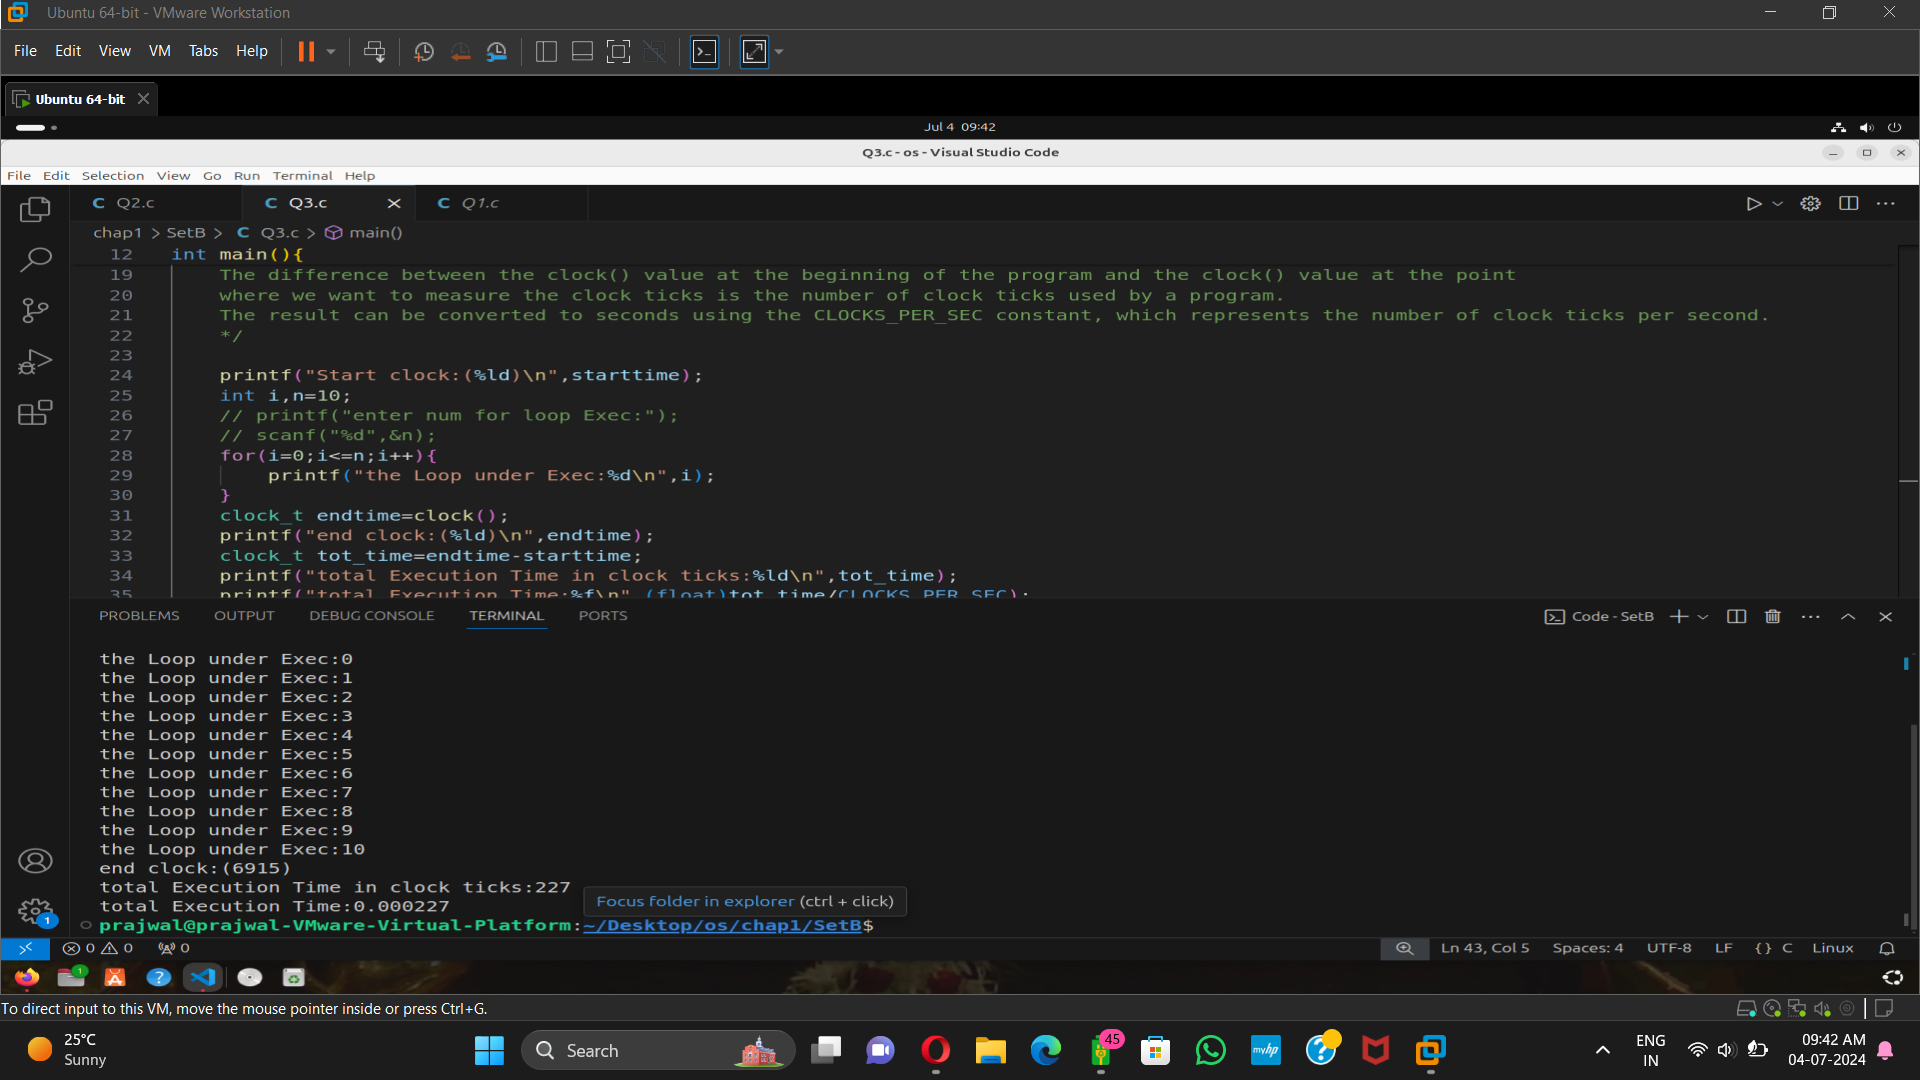 Ubuntu 64-bit - VMware Workstation
File Edit View VM Tabs Help
Ubuntu 64-bit
Jul 4 09:42
Q3.c - os - Visual Studio Code
File Edit Selection View Go Run Terminal Help
C Q2.c C Q3.c C Q1.c
chap1 > SetB > C Q3.c > main()
12 int main(){
19 The difference between the clock() value at the beginning of the program and the clock() value at the point
20 where we want to measure the clock ticks is the number of clock ticks used by a program.
21 The result can be converted to seconds using the CLOCKS_PER_SEC constant, which represents the number of clock ticks per second.
22 */
23
24 printf("Start clock:(%ld)\n",starttime);
25 int i,n=10;
26 // printf("enter num for loop Exec:");
27 // scanf("%d",&n);
28 for(i=0;i<=n;i++){
29 printf("the Loop under Exec:%d\n",i);
30 }
31 clock_t endtime=clock();
32 printf("end clock:(%ld)\n",endtime);
33 clock_t tot_time=endtime-starttime;
34 printf("total Execution Time in clock ticks:%ld\n",tot_time);
35 printf("total Execution Time:%f\n",(float)tot_time/CLOCKS_PER_SEC);
PROBLEMS OUTPUT DEBUG CONSOLE TERMINAL PORTS
Code - SetB
the Loop under Exec:0
the Loop under Exec:1
the Loop under Exec:2
the Loop under Exec:3
the Loop under Exec:4
the Loop under Exec:5
the Loop under Exec:6
the Loop under Exec:7
the Loop under Exec:8
the Loop under Exec:9
the Loop under Exec:10
end clock:(6915)
total Execution Time in clock ticks:227
total Execution Time:0.000227
Focus folder in explorer (ctrl + click)
prajwal@prajwal-VMware-Virtual-Platform:~/Desktop/os/chap1/SetB$
1
0 0 0
Ln 43, Col 5 Spaces: 4 UTF-8 LF {} C Linux
1
To direct input to this VM, move the mouse pointer inside or press Ctrl+G.
25°C
Sunny
Search
45
myhp
ENG
IN
09:42 AM
04-07-2024